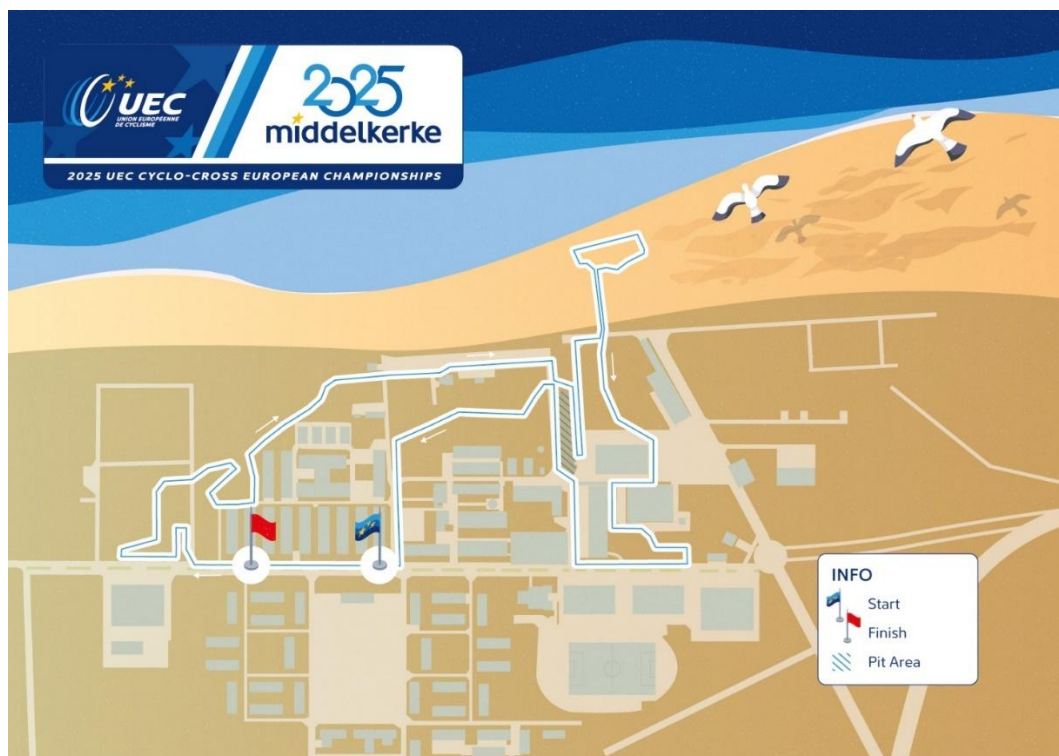 UEC
UNION EUROPÉENNE
DE CYCLISME
2025
middelkerke
2025 UEC CYCLO-CROSS EUROPEAN CHAMPIONSHIPS
INFO
Start
Finish
Pit Area